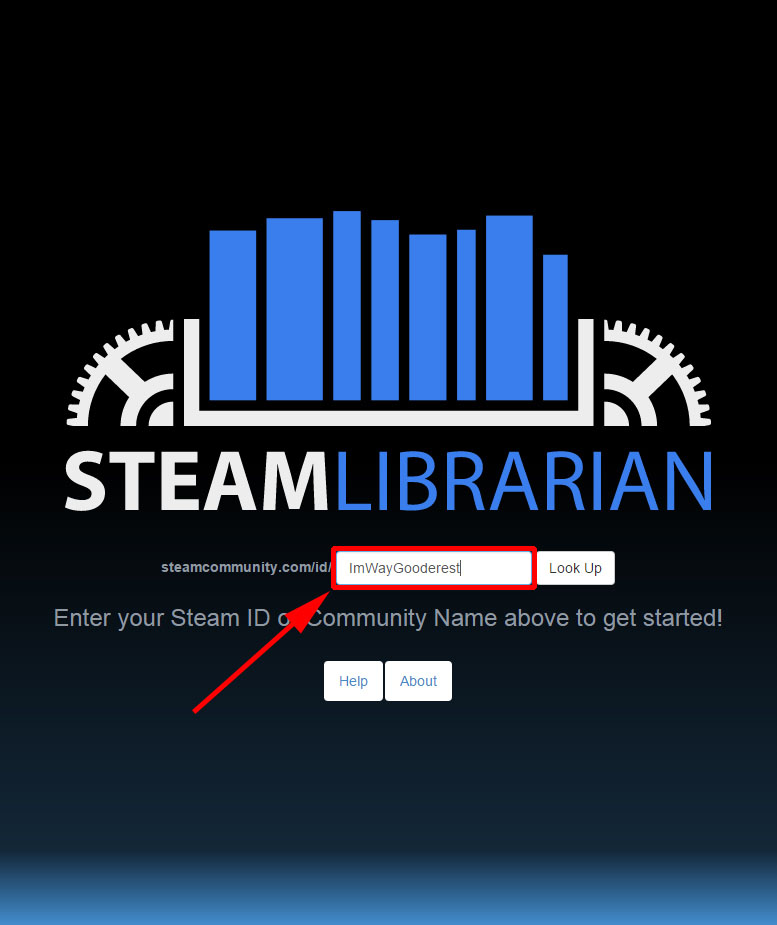 STEAMLIBRARIAN
steamcommunity.com/id/ ImWayGooderest Look Up
Enter your Steam ID or Community Name above to get started!
Help About